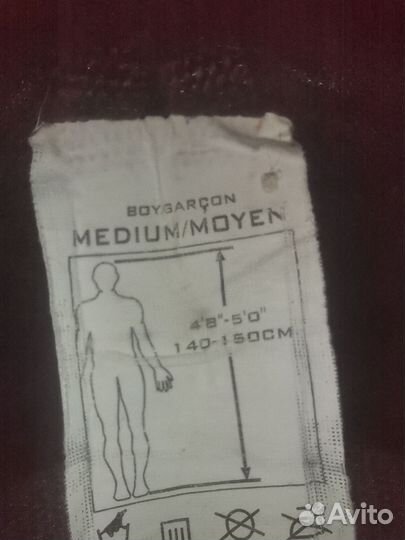 BOYGARÇON
MEDIUM/MOYEN
4'8"-5'0"
140-150CM
Avito